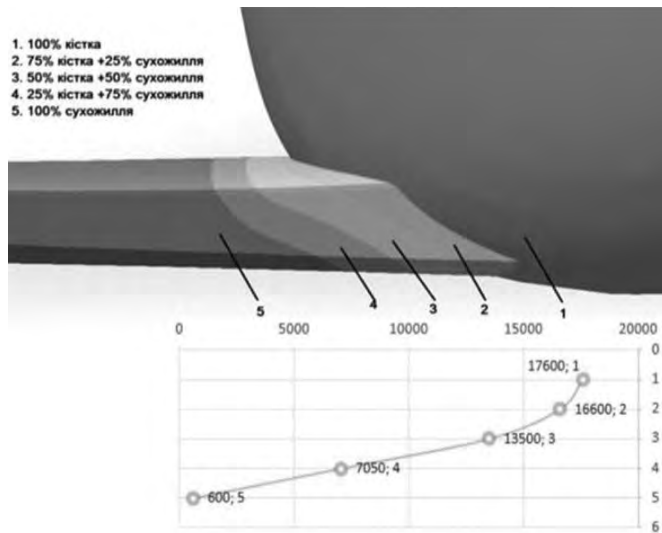 1. 100% кістка
2. 75% кістка +25% сухожилля
3. 50% кістка +50% сухожилля
4. 25% кістка +75% сухожилля
5. 100% сухожилля
5 4 3 2 1
0 5000 10000 15000 20000
0
17600; 1
1
16600; 2
2
13500; 3
3
7050; 4
4
600; 5
5
6